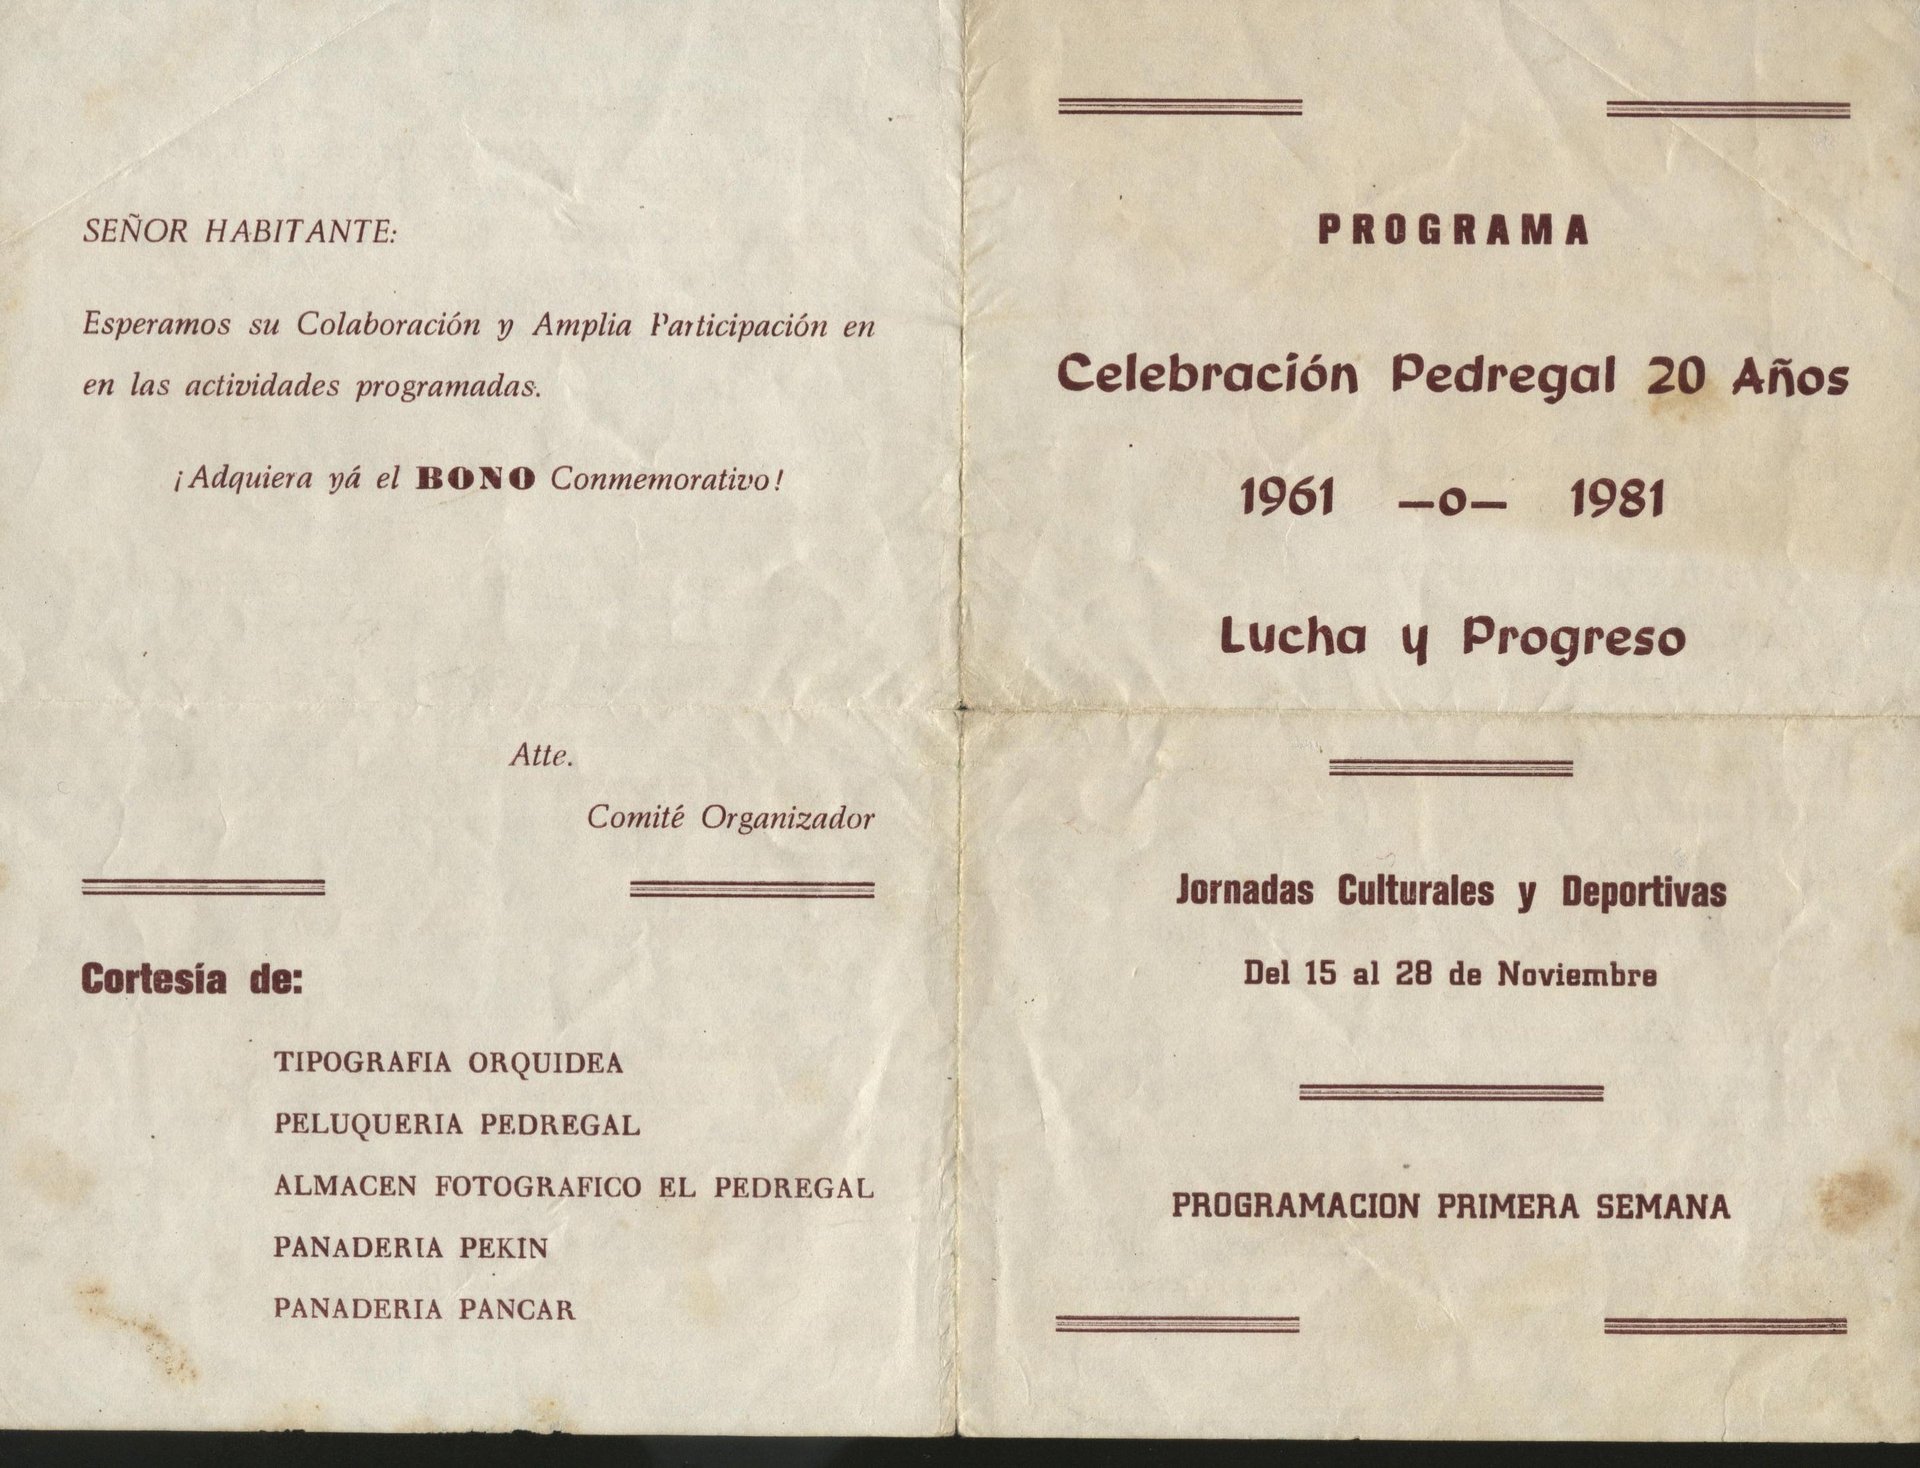 SEÑOR HABITANTE:
Esperamos su Colaboración y Amplia Participación en
en las actividades programadas.
¡Adquiera yá el BONO Conmemorativo!
Atte.
Comité Organizador
Cortesía de:
TIPOGRAFIA ORQUIDEA
PELUQUERIA PEDREGAL
ALMACEN FOTOGRAFICO EL PEDREGAL
PANADERIA PEKIN
PANADERIA PANCAR
PROGRAMA
Celebración Pedregal 20 Años
1961 —o— 1981
Lucha y Progreso
Jornadas Culturales y Deportivas
Del 15 al 28 de Noviembre
PROGRAMACION PRIMERA SEMANA